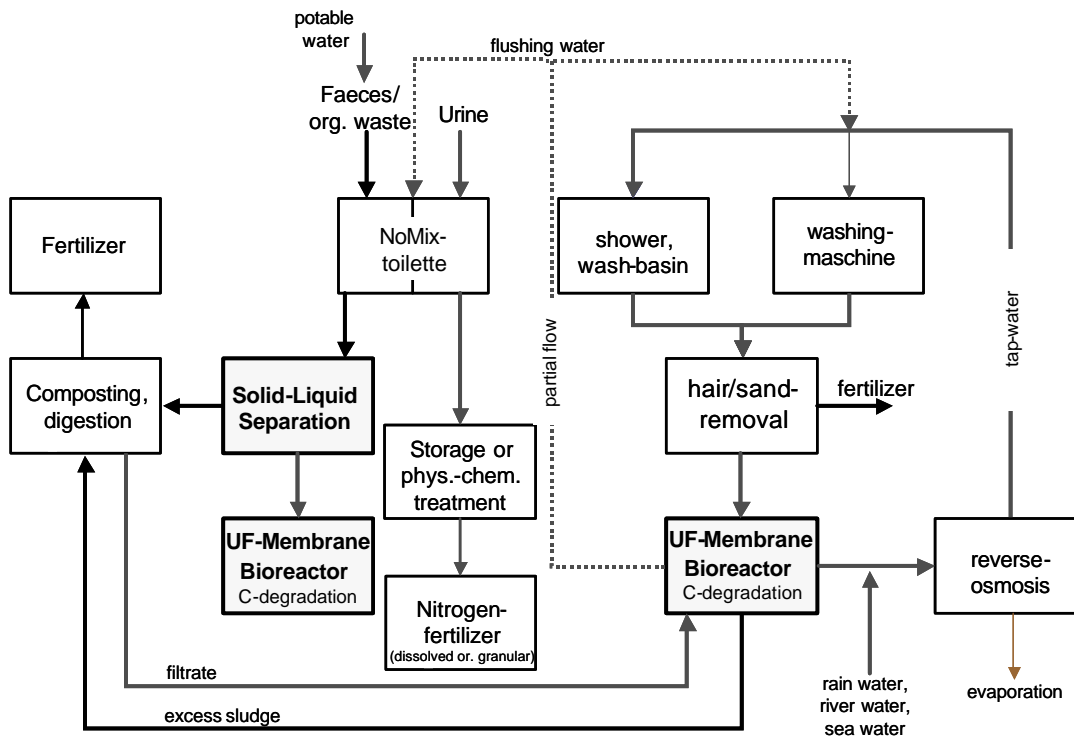 potable
water
flushing water
Faeces/
org. waste
Urine
Fertilizer
NoMix-
toilette
shower,
wash-basin
washing-
maschine
partial flow
tap-water
Composting,
digestion
Solid-Liquid
Separation
hair/sand-
removal
fertilizer
Storage or
phys.-chem.
treatment
UF-Membrane
Bioreactor
C-degradation
UF-Membrane
Bioreactor
C-degradation
reverse-
osmosis
Nitrogen-
fertilizer
(dissolved or. granular)
filtrate
excess sludge
rain water,
river water,
sea water
evaporation